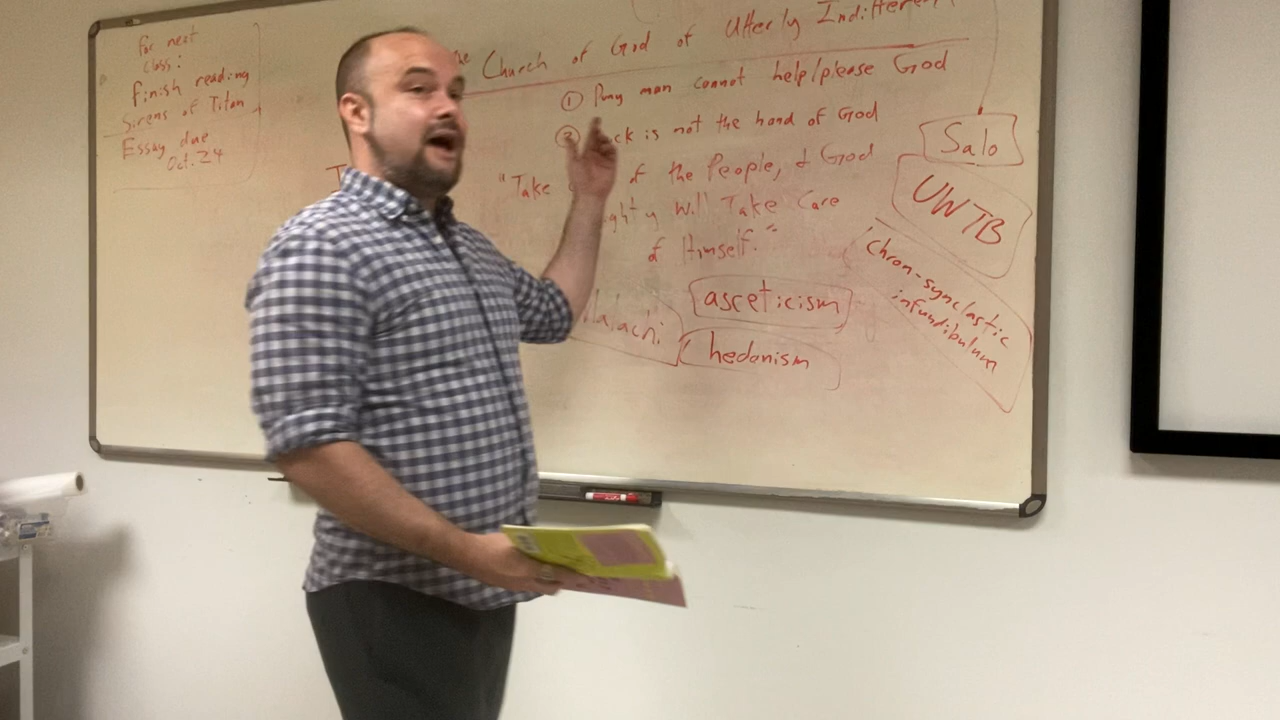 for next
class:
finish reading
Sirens of Titan
Essay due
Oct. 24
Church of God of Utterly
① Puny man cannot help/please God
② is not the hand of God
"Take of the People, & God
Will Take Care
of Himself."
Salo
UWTB
chron-synclastic
infundibulum
asceticism
hedonism